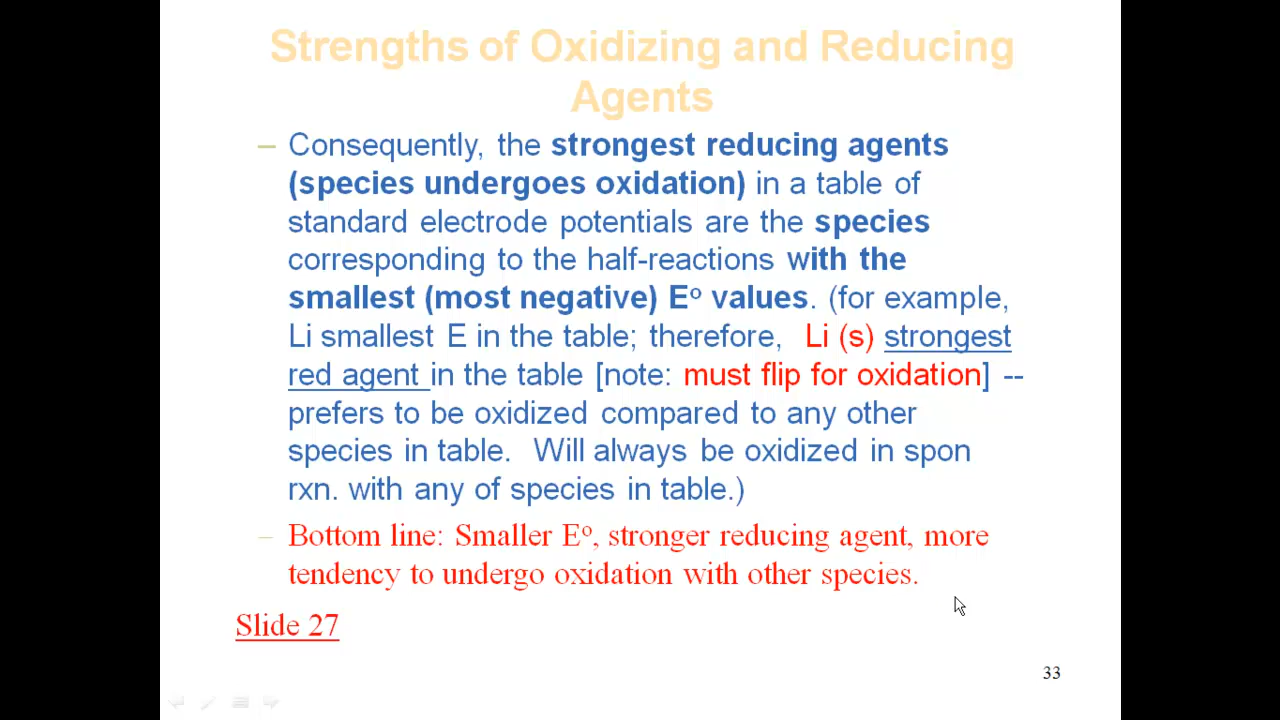 Strengths of Oxidizing and Reducing
Agents
– Consequently, the strongest reducing agents
(species undergoes oxidation) in a table of
standard electrode potentials are the species
corresponding to the half-reactions with the
smallest (most negative) Eº values. (for example,
Li smallest E in the table; therefore, Li (s) strongest
red agent in the table [note: must flip for oxidation] --
prefers to be oxidized compared to any other
species in table. Will always be oxidized in spon
rxn. with any of species in table.)
– Bottom line: Smaller Eº, stronger reducing agent, more
tendency to undergo oxidation with other species.
Slide 27
33